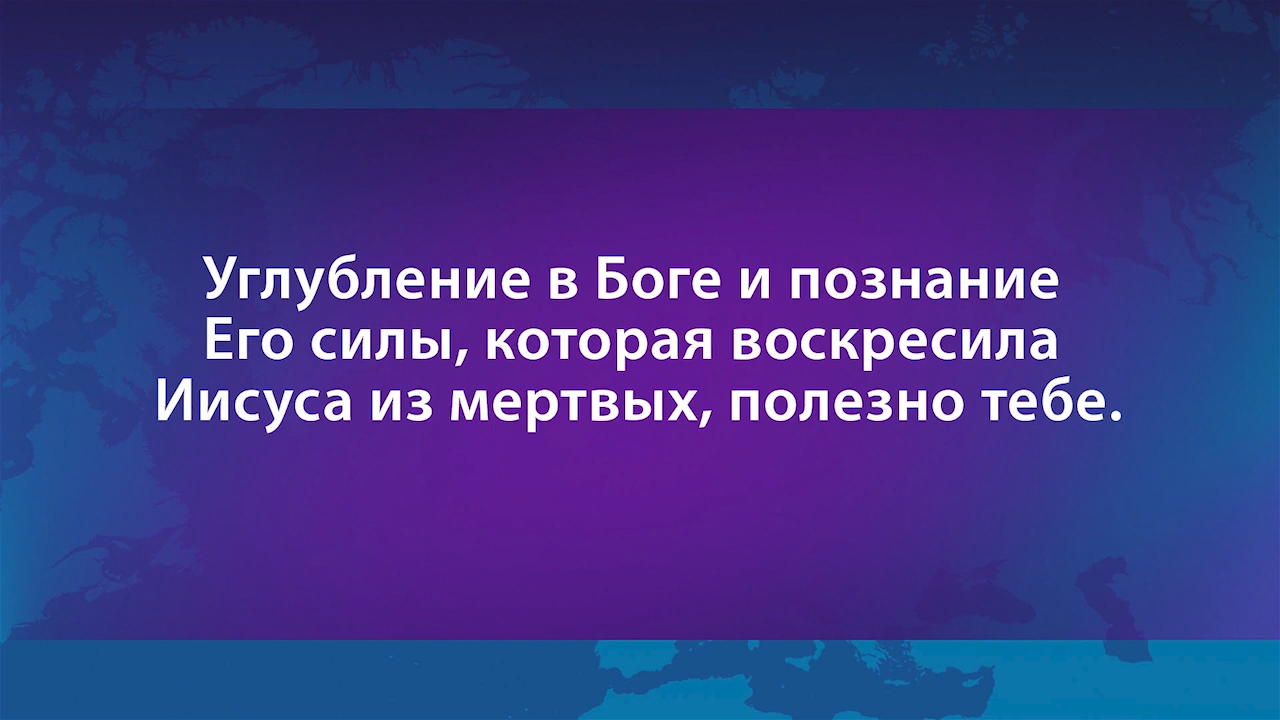 Углубление в Боге и познание
Его силы, которая воскресила
Иисуса из мертвых, полезно тебе.